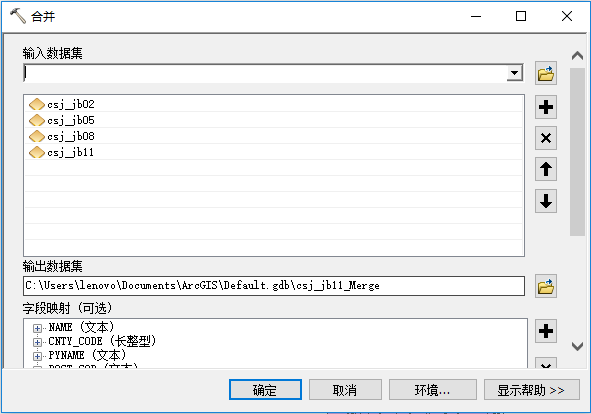 合并
输入数据集
csj_jb02
csj_jb05
csj_jb08
csj_jb11
输出数据集
C:\Users\lenovo\Documents\ArcGIS\Default.gdb\csj_jb11_Merge
字段映射 (可选)
NAME (文本)
CNTY_CODE (长整型)
PYNAME (文本)
确定
取消
环境...
显示帮助 >>